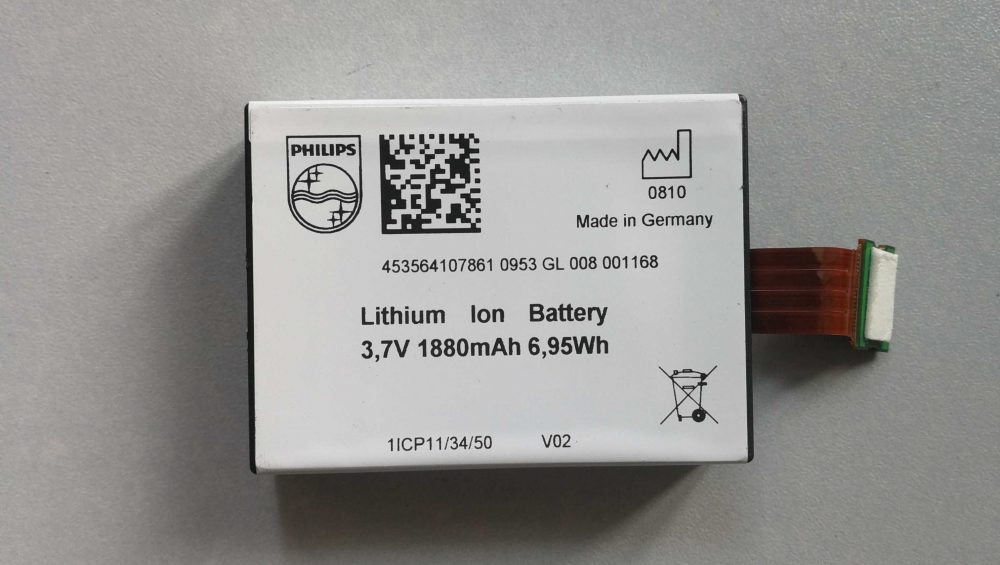 PHILIPS
0810
Made in Germany
453564107861 0953 GL 008 001168
Lithium Ion Battery
3,7V 1880mAh 6,95Wh
1ICP11/34/50 V02